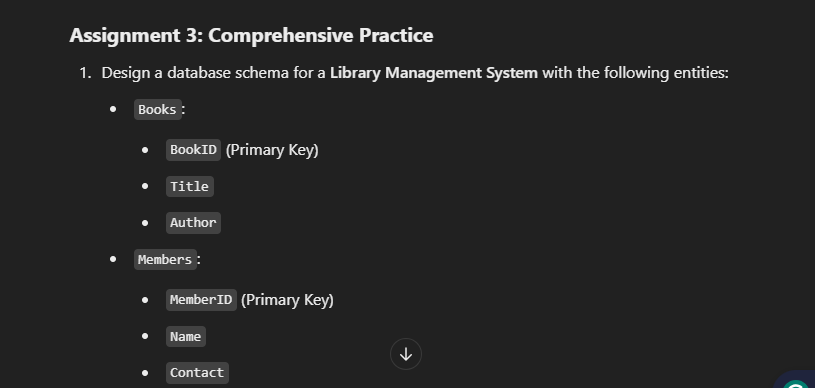 Assignment 3: Comprehensive Practice
1. Design a database schema for a Library Management System with the following entities:
• Books:
• BookID (Primary Key)
• Title
• Author
• Members:
• MemberID (Primary Key)
• Name
• Contact